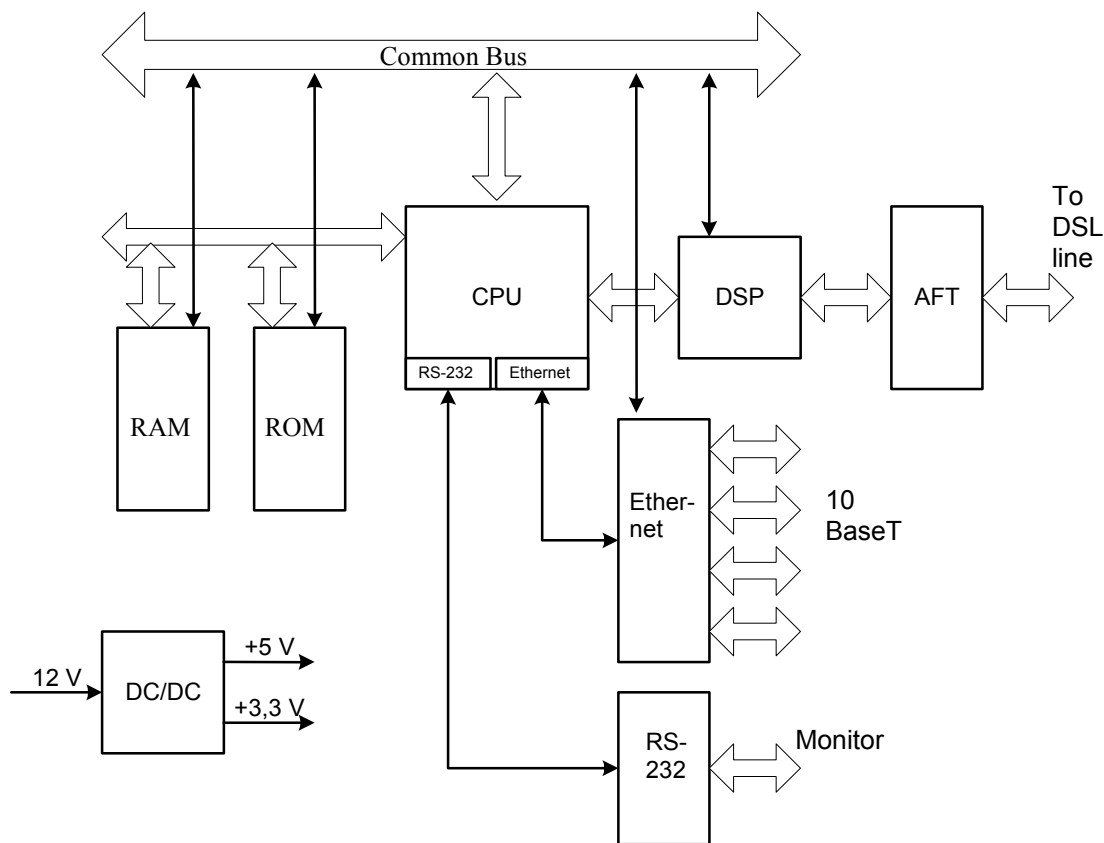 Common Bus
To
DSL
line
CPU
DSP
AFT
RS-232
Ethernet
RAM
ROM
Ether-
net
10
BaseT
12 V
DC/DC
+5 V
+3,3 V
RS-
232
Monitor